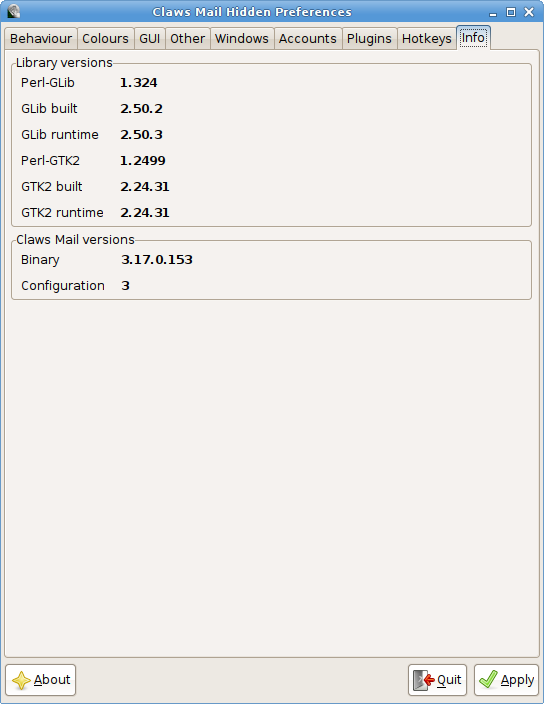 Claws Mail Hidden Preferences
Behaviour Colours GUI Other Windows Accounts Plugins Hotkeys Info
Library versions
Perl-GLib 1.324
GLib built 2.50.2
GLib runtime 2.50.3
Perl-GTK2 1.2499
GTK2 built 2.24.31
GTK2 runtime 2.24.31
Claws Mail versions
Binary 3.17.0.153
Configuration 3
About Quit Apply